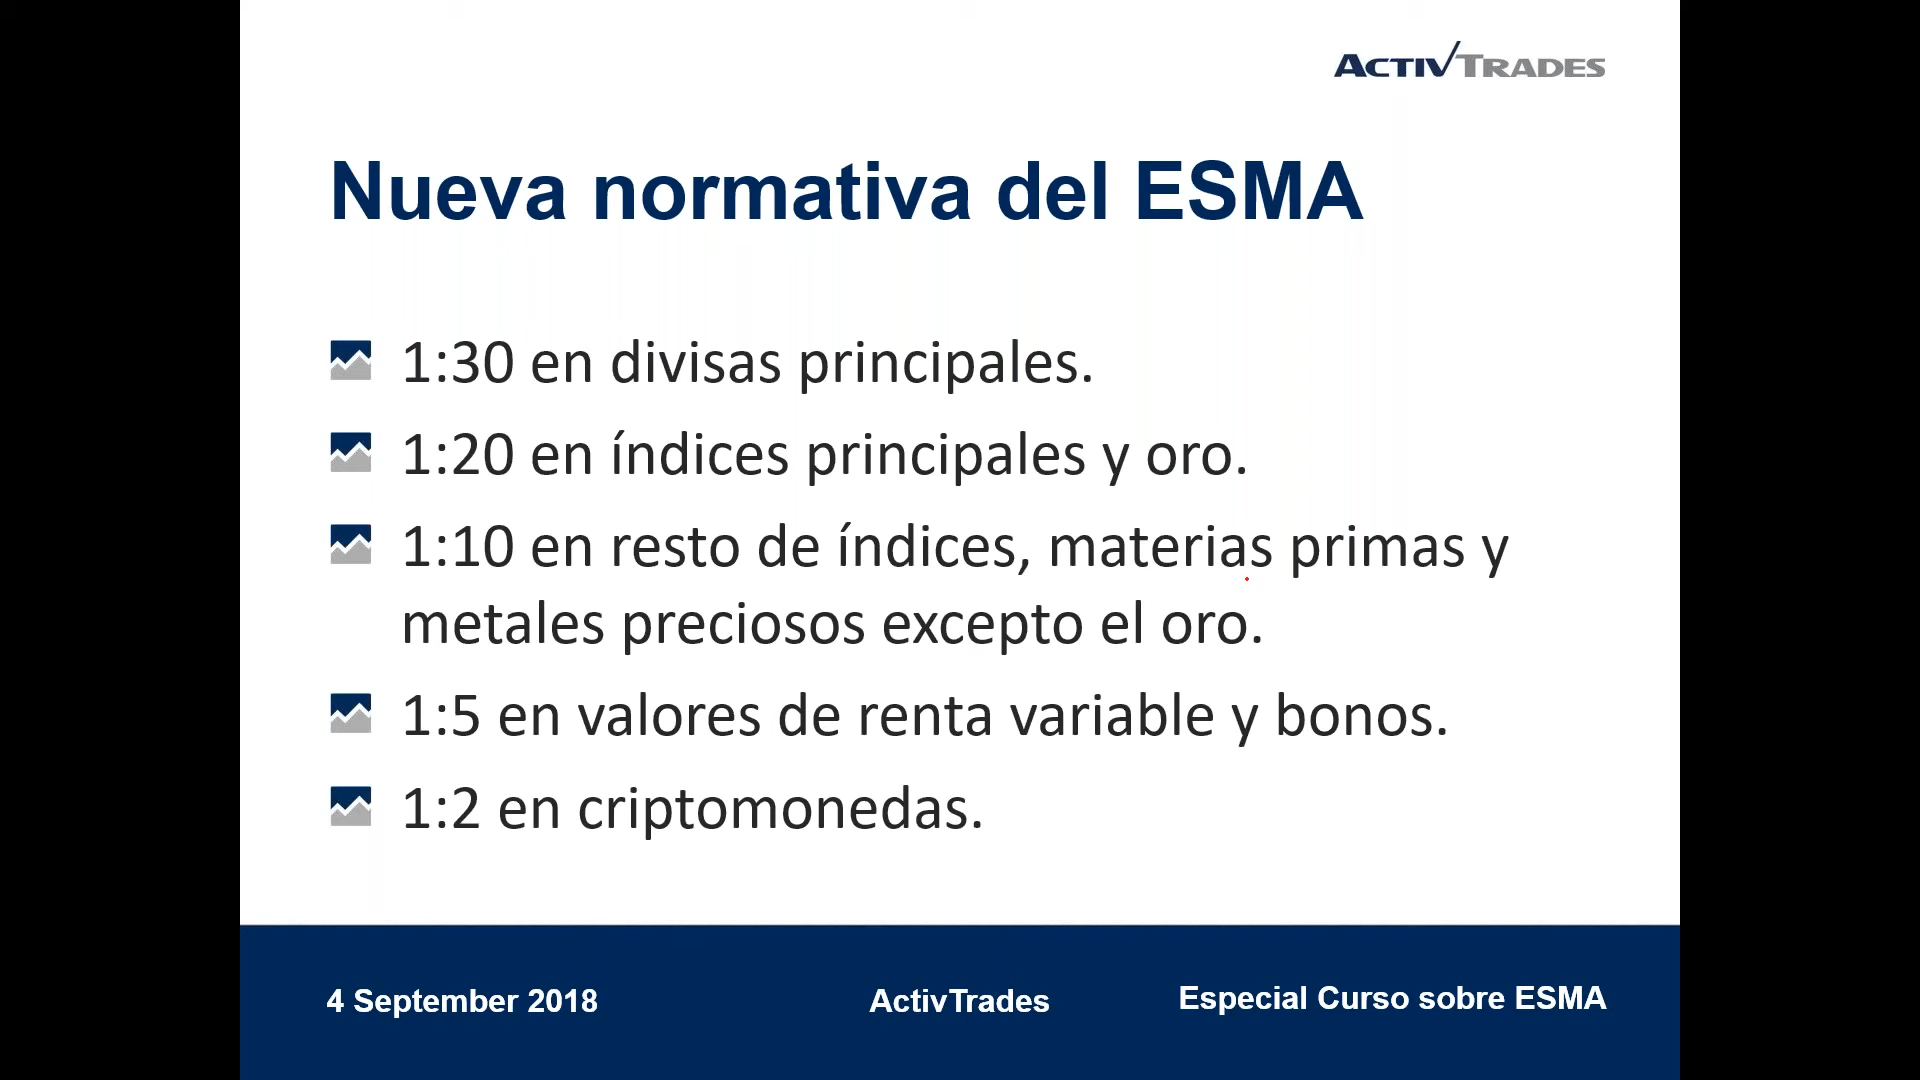 ACTIVTRADES
Nueva normativa del ESMA
1:30 en divisas principales.
1:20 en índices principales y oro.
1:10 en resto de índices, materias primas y
metales preciosos excepto el oro.
1:5 en valores de renta variable y bonos.
1:2 en criptomonedas.
4 September 2018
ActivTrades
Especial Curso sobre ESMA